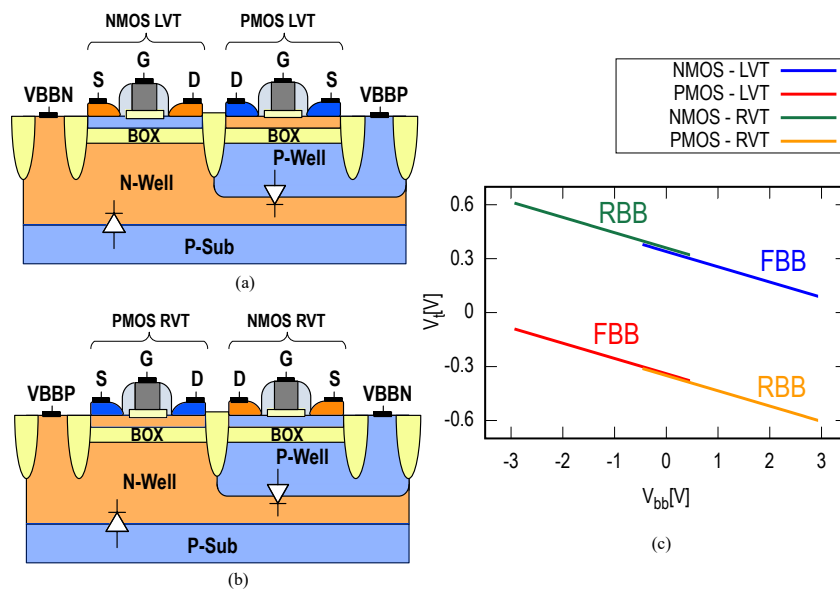 NMOS LVT PMOS LVT
G G
VBBN S D D S VBBP
BOX BOX
P-Well
N-Well
P-Sub
(a)
PMOS RVT NMOS RVT
G G
VBBP S D D S VBBN
BOX BOX
P-Well
N-Well
P-Sub
(b)
NMOS - LVT
PMOS - LVT
NMOS - RVT
PMOS - RVT
0.6
0.3
0
-0.3
-0.6
Vt[V]
RBB
FBB
FBB
RBB
-3 -2 -1 0 1 2 3
Vbb[V]
(c)